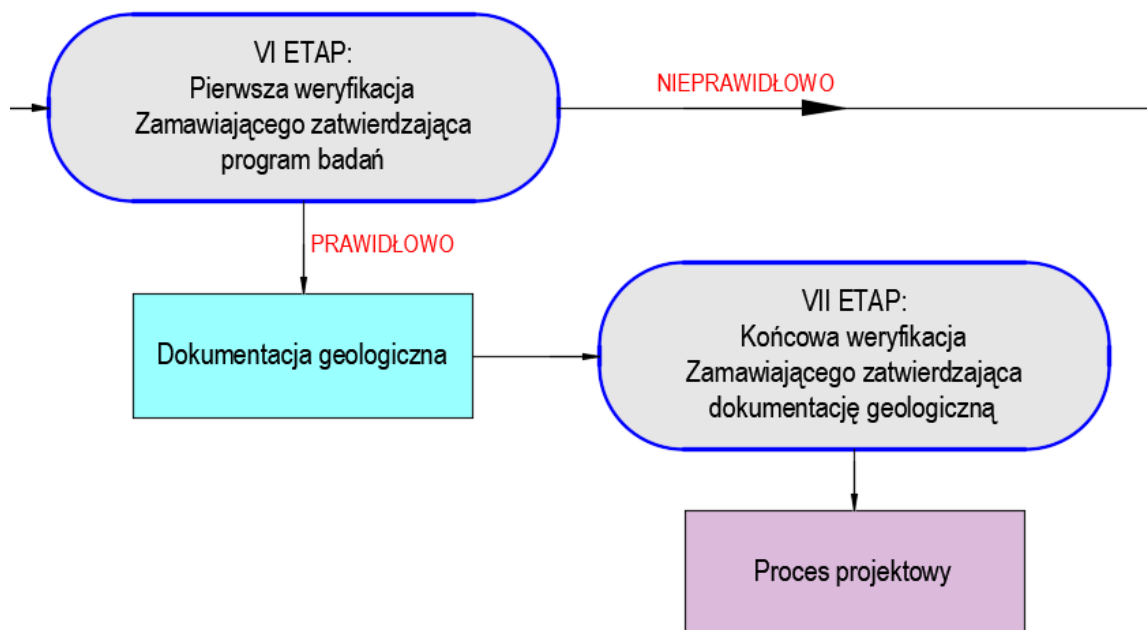 VI ETAP:
Pierwsza weryfikacja
Zamawiającego zatwierdzająca
program badań
NIEPRAWIDŁOWO
PRAWIDŁOWO
Dokumentacja geologiczna
VII ETAP:
Końcowa weryfikacja
Zamawiającego zatwierdzająca
dokumentację geologiczną
Proces projektowy